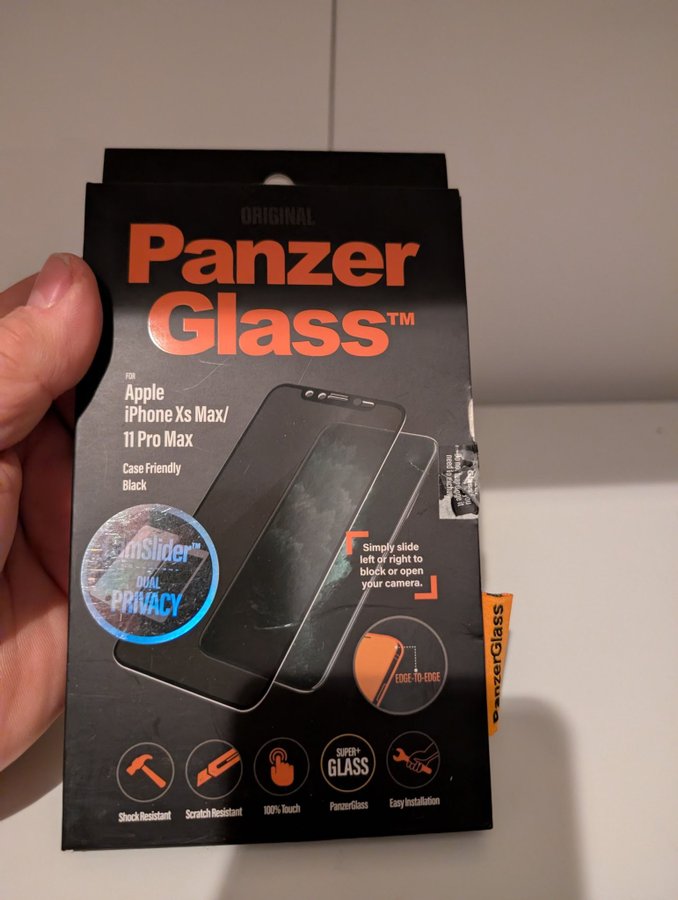 ORIGINAL
Panzer
Glass™
FOR
Apple
iPhone Xs Max/
11 Pro Max
Case Friendly
Black
CamSlider™
DUAL
PRIVACY
Simply slide
left or right to
block or open
your camera.
EDGE-TO-EDGE
PanzerGlass
SUPER+
GLASS
Shock Resistant
Scratch Resistant
100% Touch
PanzerGlass
Easy Installation